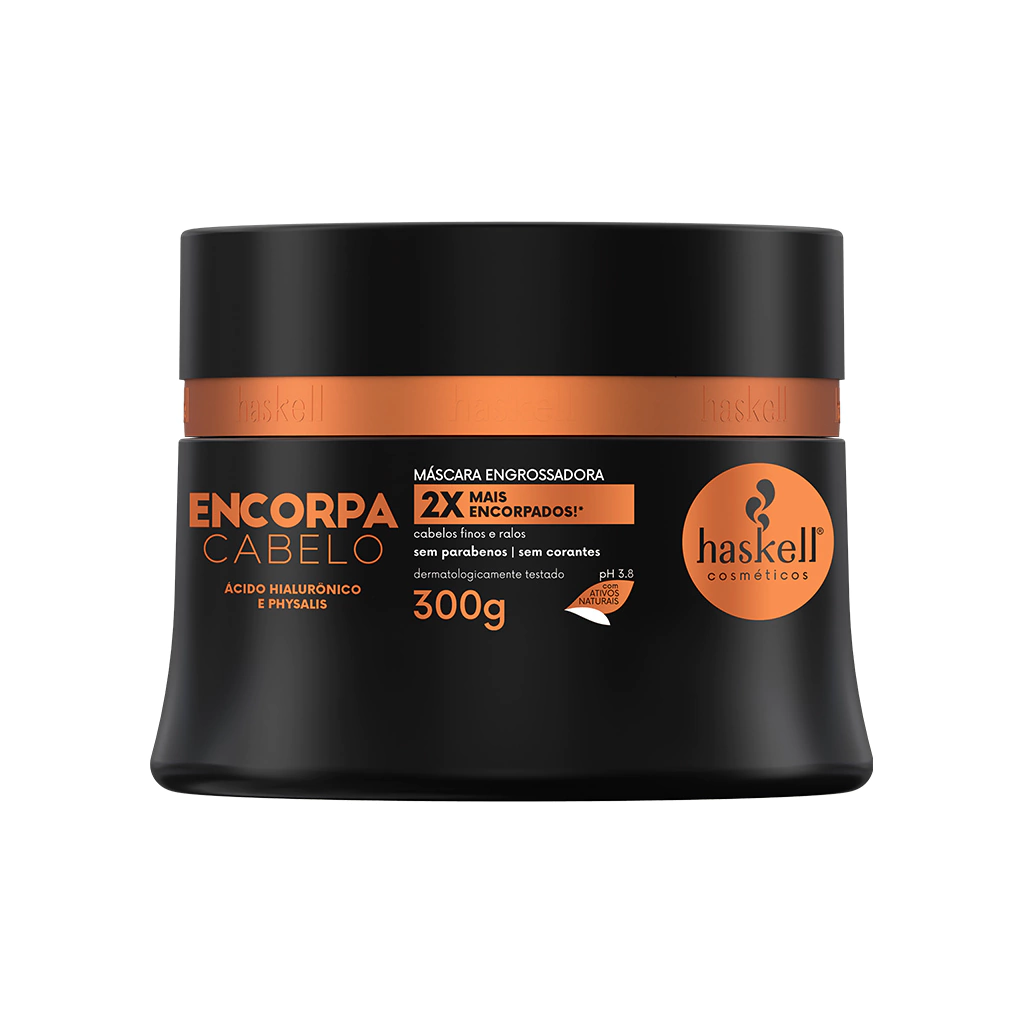 haskell
haskell
haskell
ENCORPA
CABELO
ÁCIDO HIALURÔNICO
E PHYSALIS
MÁSCARA ENGROSSADORA
2X MAIS
ENCORPADOS!*
cabelos finos e ralos
sem parabenos | sem corantes
dermatologicamente testado
pH 3.8
300g
com
ATIVOS
NATURAIS
haskell®
cosméticos